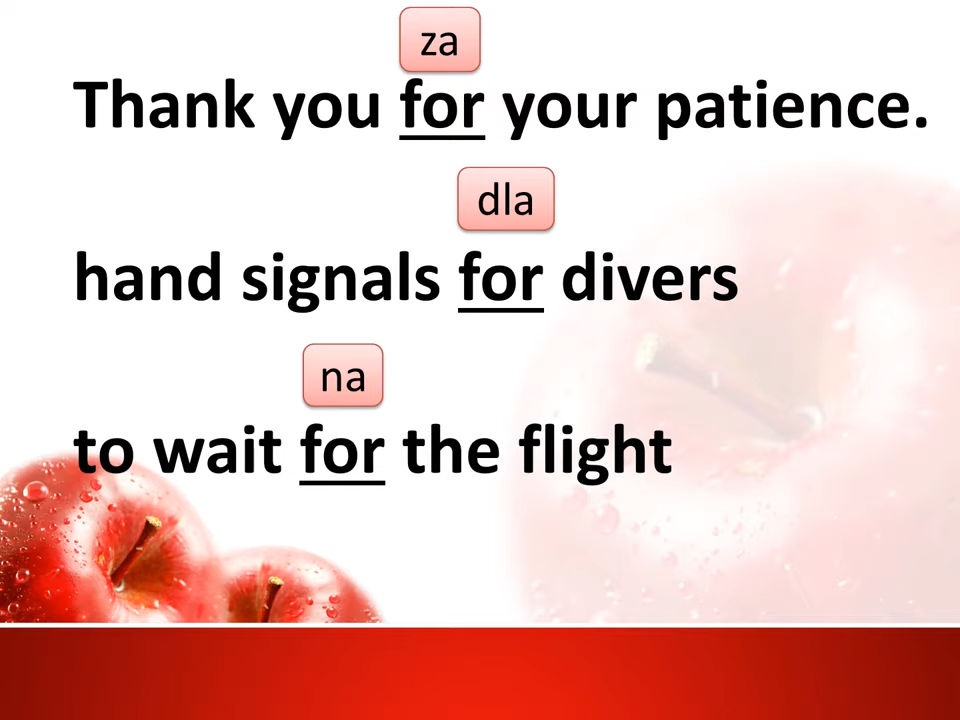 za
Thank you for your patience.
dla
hand signals for divers
na
to wait for the flight